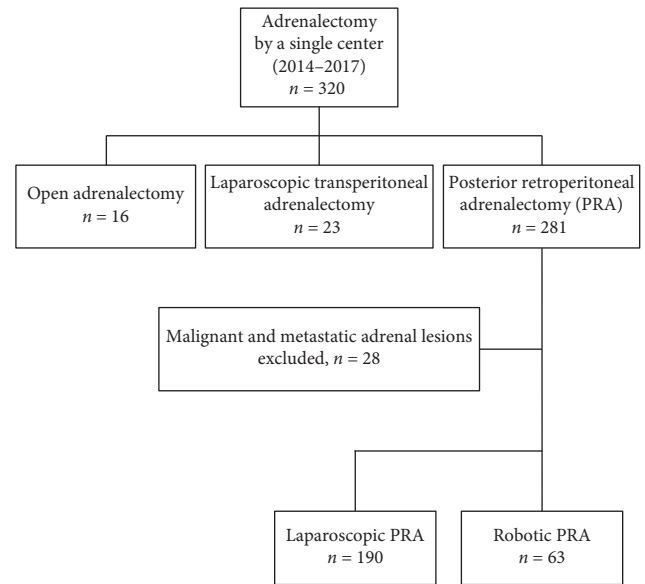 Adrenalectomy
by a single center
(2014–2017)
n = 320
Open adrenalectomy
n = 16
Laparoscopic transperitoneal
adrenalectomy
n = 23
Posterior retroperitoneal
adrenalectomy (PRA)
n = 281
Malignant and metastatic adrenal lesions
excluded, n = 28
Laparoscopic PRA
n = 190
Robotic PRA
n = 63